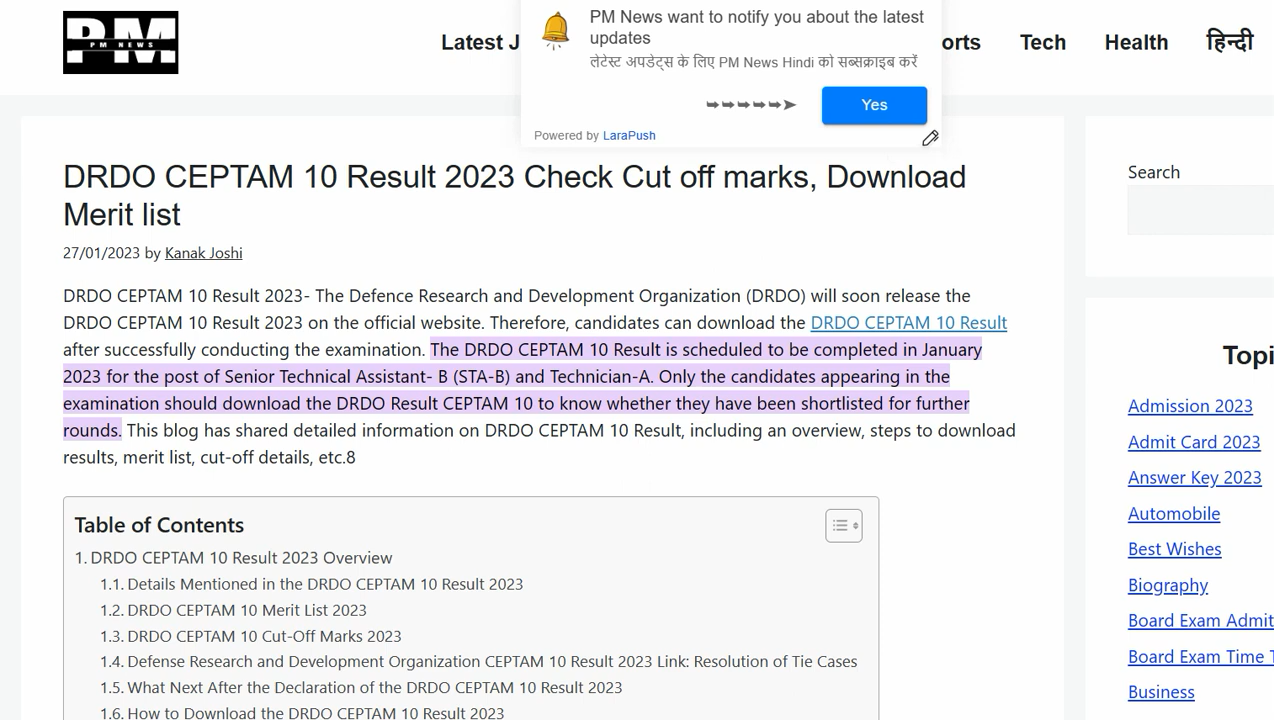 PM
PM NEWS
Latest J
PM News want to notify you about the latest
updates
लेटेस्ट अपडेट्स के लिए PM News Hindi को सब्सक्राइब करें
Yes
Powered by LaraPush
orts
Tech
Health
हिन्दी
DRDO CEPTAM 10 Result 2023 Check Cut off marks, Download
Merit list
27/01/2023 by Kanak Joshi
DRDO CEPTAM 10 Result 2023- The Defence Research and Development Organization (DRDO) will soon release the
DRDO CEPTAM 10 Result 2023 on the official website. Therefore, candidates can download the DRDO CEPTAM 10 Result
after successfully conducting the examination. The DRDO CEPTAM 10 Result is scheduled to be completed in January
2023 for the post of Senior Technical Assistant- B (STA-B) and Technician-A. Only the candidates appearing in the
examination should download the DRDO Result CEPTAM 10 to know whether they have been shortlisted for further
rounds. This blog has shared detailed information on DRDO CEPTAM 10 Result, including an overview, steps to download
results, merit list, cut-off details, etc.8
Table of Contents
1. DRDO CEPTAM 10 Result 2023 Overview
1.1. Details Mentioned in the DRDO CEPTAM 10 Result 2023
1.2. DRDO CEPTAM 10 Merit List 2023
1.3. DRDO CEPTAM 10 Cut-Off Marks 2023
1.4. Defense Research and Development Organization CEPTAM 10 Result 2023 Link: Resolution of Tie Cases
1.5. What Next After the Declaration of the DRDO CEPTAM 10 Result 2023
1.6. How to Download the DRDO CEPTAM 10 Result 2023
Search
Topi
Admission 2023
Admit Card 2023
Answer Key 2023
Automobile
Best Wishes
Biography
Board Exam Admit
Board Exam Time T
Business